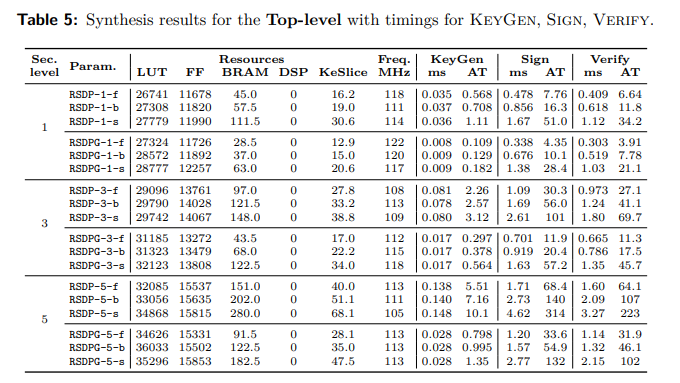 Table 5: Synthesis results for the Top-level with timings for KEYGEN, SIGN, VERIFY.
Sec. level Param. Resources Freq. KeyGen Sign Verify
LUT FF BRAM DSP KeSlice MHz ms AT ms AT ms AT
RSDP-1-f 26741 11678 45.0 0 16.2 118 0.035 0.568 0.478 7.76 0.409 6.64
RSDP-1-b 27308 11820 57.5 0 19.0 111 0.037 0.708 0.856 16.3 0.618 11.8
RSDP-1-s 27779 11990 111.5 0 30.6 114 0.036 1.11 1.67 51.0 1.12 34.2
1
RSDPG-1-f 27324 11726 28.5 0 12.9 122 0.008 0.109 0.338 4.35 0.303 3.91
RSDPG-1-b 28572 11892 37.0 0 15.0 120 0.009 0.129 0.676 10.1 0.519 7.78
RSDPG-1-s 28777 12257 63.0 0 20.6 117 0.009 0.182 1.38 28.4 1.03 21.1
RSDP-3-f 29096 13761 97.0 0 27.8 108 0.081 2.26 1.09 30.3 0.973 27.1
RSDP-3-b 29790 14028 121.5 0 33.2 113 0.078 2.57 1.69 56.0 1.24 41.1
RSDP-3-s 29742 14067 148.0 0 38.8 109 0.080 3.12 2.61 101 1.80 69.7
3
RSDPG-3-f 31185 13272 43.5 0 17.0 112 0.017 0.297 0.701 11.9 0.665 11.3
RSDPG-3-b 31323 13479 68.0 0 22.2 115 0.017 0.378 0.919 20.4 0.786 17.5
RSDPG-3-s 32123 13808 122.5 0 34.0 118 0.017 0.564 1.63 57.2 1.35 45.7
RSDP-5-f 32085 15537 151.0 0 40.0 113 0.138 5.51 1.71 68.4 1.60 64.1
RSDP-5-b 33056 15635 202.0 0 51.1 111 0.140 7.16 2.73 140 2.09 107
RSDP-5-s 34868 15815 280.0 0 68.1 105 0.148 10.1 4.62 314 3.27 223
5
RSDPG-5-f 34626 15331 91.5 0 28.1 113 0.028 0.798 1.20 33.6 1.14 31.9
RSDPG-5-b 36033 15502 122.5 0 35.0 113 0.028 0.995 1.57 54.9 1.32 46.1
RSDPG-5-s 35296 15853 182.5 0 47.5 113 0.028 1.35 2.77 132 2.15 102